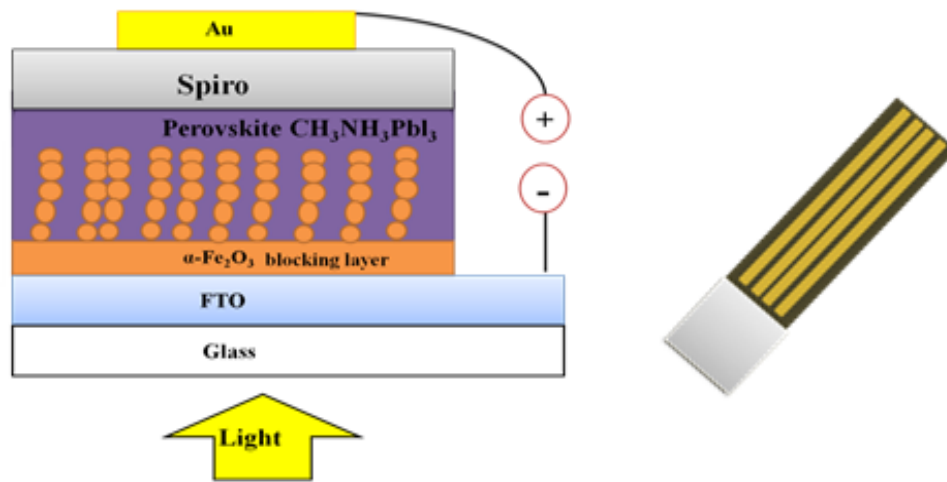 Au
Spiro
+
Perovskite CH₃NH₃PbI₃
-
α-Fe₂O₃ blocking layer
FTO
Glass
Light